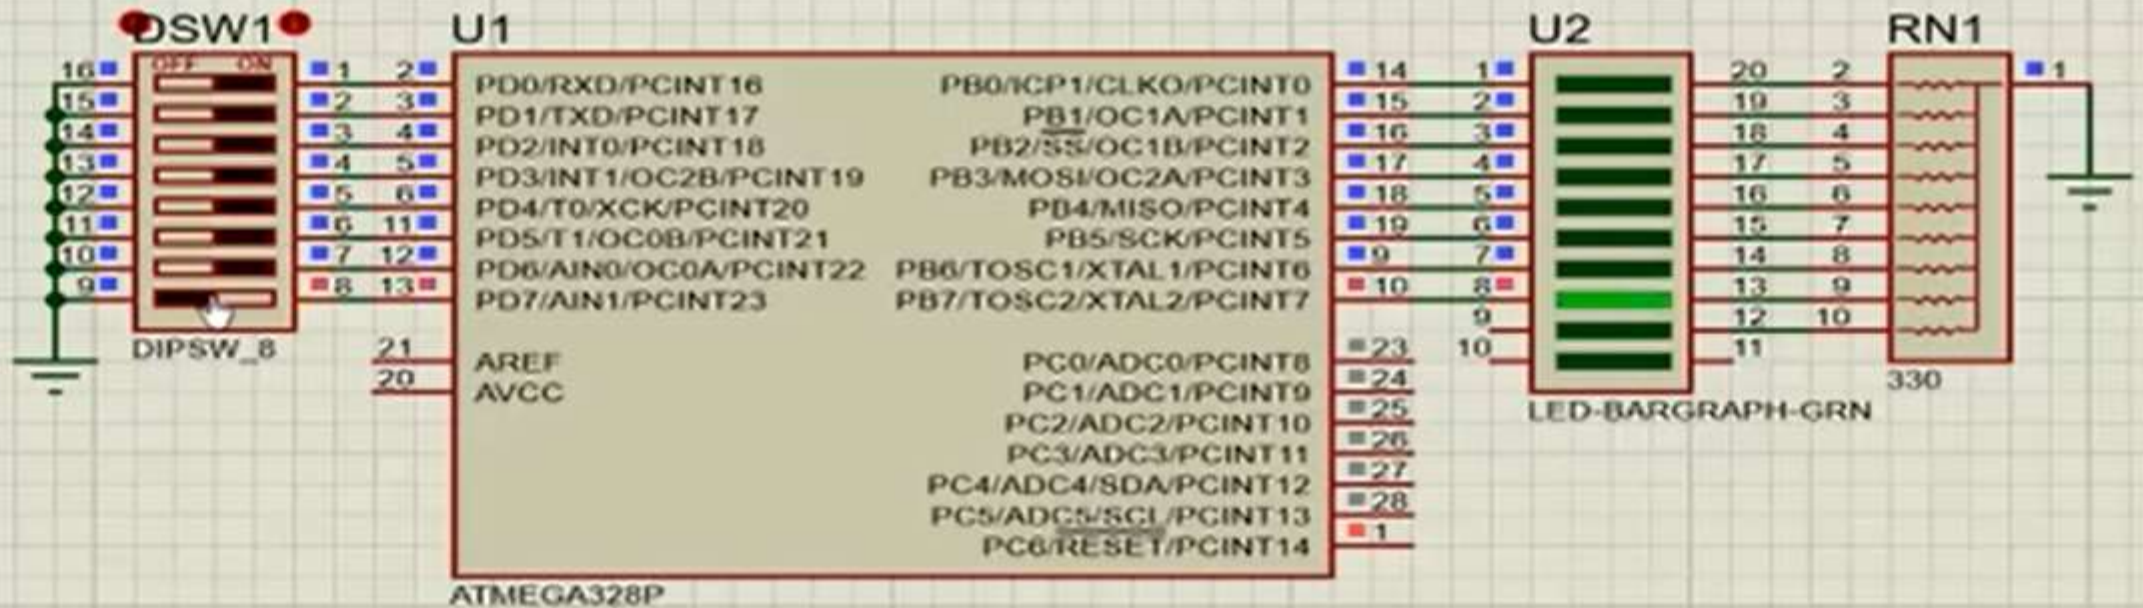 DSW1
U1
U2
RN1
OFF ON
16 1 2 PD0/RXD/PCINT16 PB0/ICP1/CLKO/PCINT0 14 1 20 2 1
15 2 3 PD1/TXD/PCINT17 PB1/OC1A/PCINT1 15 2 19 3
14 3 4 PD2/INT0/PCINT18 PB2/SS/OC1B/PCINT2 16 3 18 4
13 4 5 PD3/INT1/OC2B/PCINT19 PB3/MOSI/OC2A/PCINT3 17 4 17 5
12 5 6 PD4/T0/XCK/PCINT20 PB4/MISO/PCINT4 18 5 16 6
11 6 11 PD5/T1/OC0B/PCINT21 PB5/SCK/PCINT5 19 6 15 7
10 7 12 PD6/AIN0/OC0A/PCINT22 PB6/TOSC1/XTAL1/PCINT6 9 7 14 8
9 8 13 PD7/AIN1/PCINT23 PB7/TOSC2/XTAL2/PCINT7 10 8 13 9
9 12 10
DIPSW_8
21 AREF PC0/ADC0/PCINT8 23 10 11
20 AVCC PC1/ADC1/PCINT9 24
330
PC2/ADC2/PCINT10 25
LED-BARGRAPH-GRN
PC3/ADC3/PCINT11 26
PC4/ADC4/SDA/PCINT12 27
PC5/ADC5/SCL/PCINT13 28
PC6/RESET/PCINT14 1
ATMEGA328P